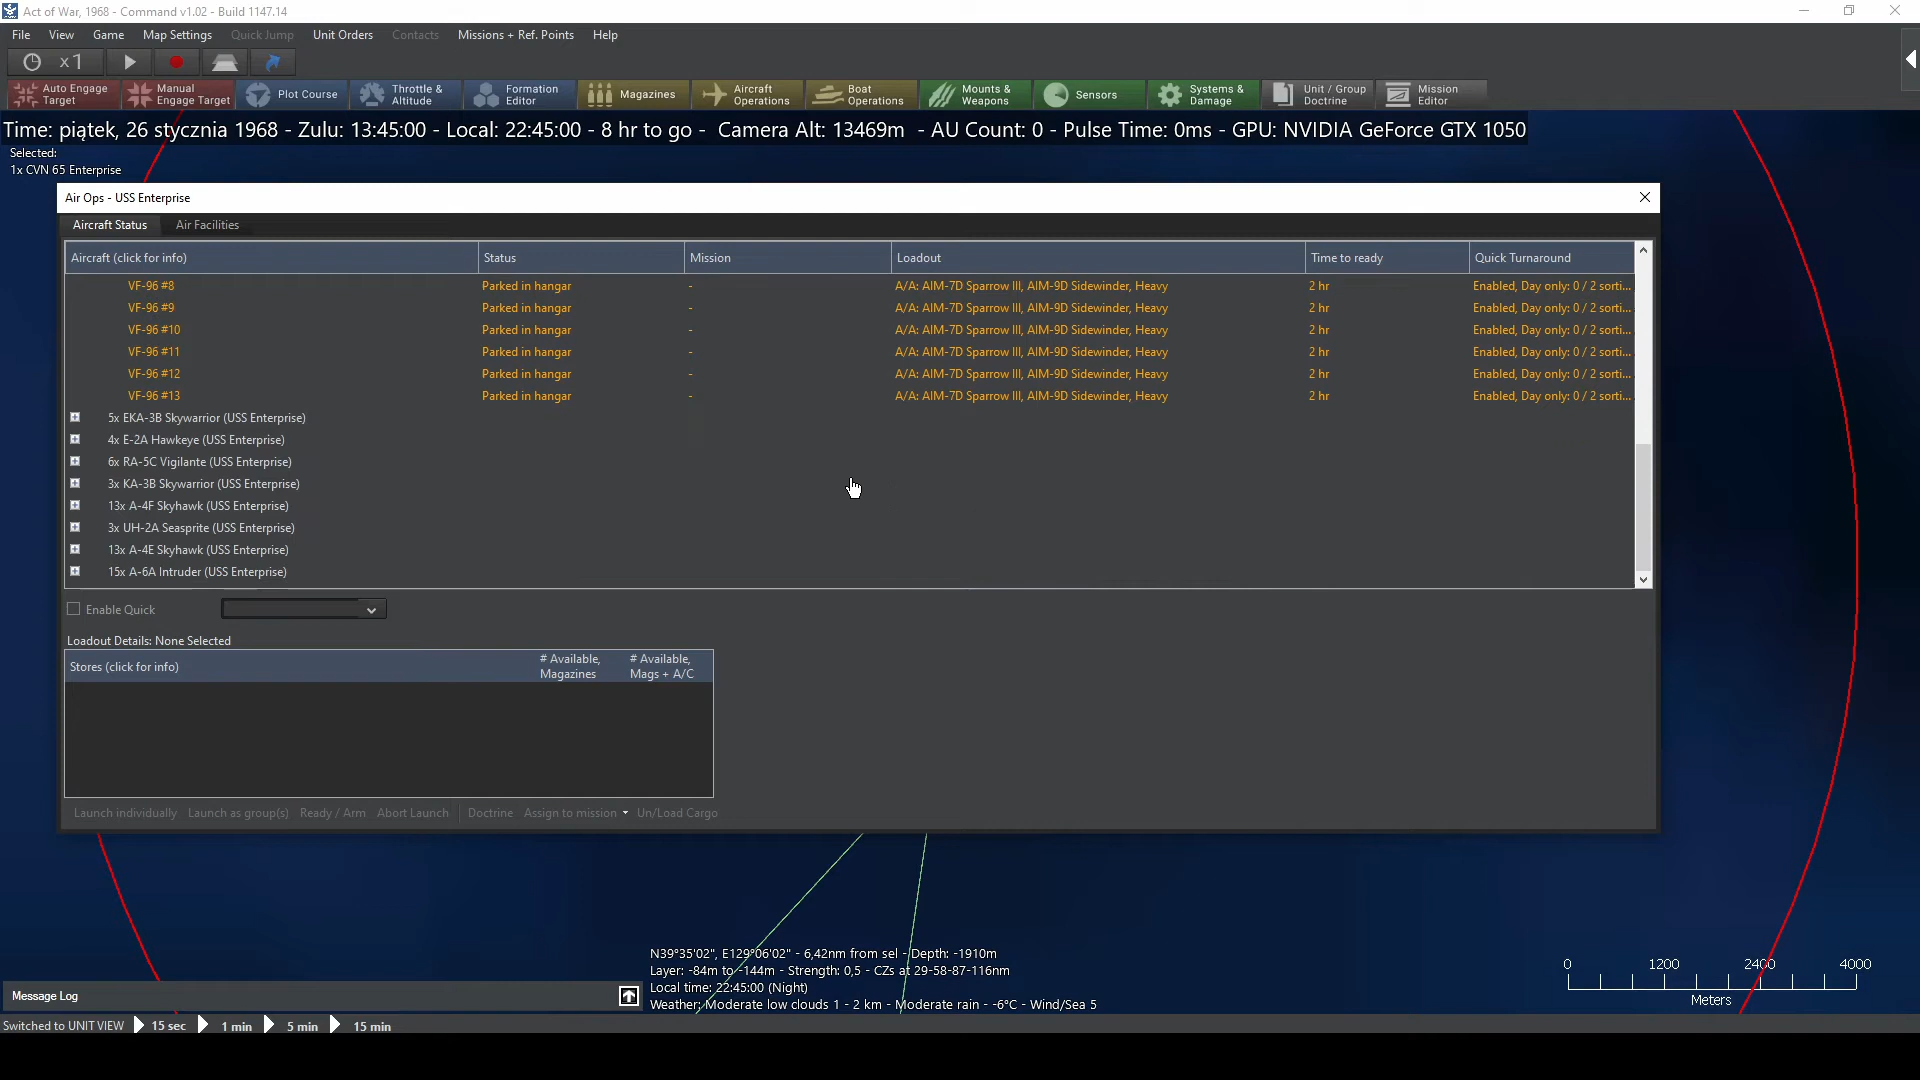 Act of War, 1968 - Command v1.02 - Build 1147.14
File View Game Map Settings Quick Jump Unit Orders Contacts Missions + Ref. Points Help
x 1
Auto Engage Target
Manual Engage Target
Plot Course
Throttle & Altitude
Formation Editor
Magazines
Aircraft Operations
Boat Operations
Mounts & Weapons
Sensors
Systems & Damage
Unit / Group Doctrine
Mission Editor
Time: piątek, 26 stycznia 1968 - Zulu: 13:45:00 - Local: 22:45:00 - 8 hr to go - Camera Alt: 13469m - AU Count: 0 - Pulse Time: 0ms - GPU: NVIDIA GeForce GTX 1050
Selected:
1x CVN 65 Enterprise
Air Ops - USS Enterprise
Aircraft Status Air Facilities
Aircraft (click for info) Status Mission Loadout Time to ready Quick Turnaround
VF-96 #8 Parked in hangar - A/A: AIM-7D Sparrow III, AIM-9D Sidewinder, Heavy 2 hr Enabled, Day only: 0 / 2 sorti...
VF-96 #9 Parked in hangar - A/A: AIM-7D Sparrow III, AIM-9D Sidewinder, Heavy 2 hr Enabled, Day only: 0 / 2 sorti...
VF-96 #10 Parked in hangar - A/A: AIM-7D Sparrow III, AIM-9D Sidewinder, Heavy 2 hr Enabled, Day only: 0 / 2 sorti...
VF-96 #11 Parked in hangar - A/A: AIM-7D Sparrow III, AIM-9D Sidewinder, Heavy 2 hr Enabled, Day only: 0 / 2 sorti...
VF-96 #12 Parked in hangar - A/A: AIM-7D Sparrow III, AIM-9D Sidewinder, Heavy 2 hr Enabled, Day only: 0 / 2 sorti...
VF-96 #13 Parked in hangar - A/A: AIM-7D Sparrow III, AIM-9D Sidewinder, Heavy 2 hr Enabled, Day only: 0 / 2 sorti...
5x EKA-3B Skywarrior (USS Enterprise)
4x E-2A Hawkeye (USS Enterprise)
6x RA-5C Vigilante (USS Enterprise)
3x KA-3B Skywarrior (USS Enterprise)
13x A-4F Skyhawk (USS Enterprise)
3x UH-2A Seasprite (USS Enterprise)
13x A-4E Skyhawk (USS Enterprise)
15x A-6A Intruder (USS Enterprise)
Enable Quick
Loadout Details: None Selected
Stores (click for info) # Available, Magazines # Available, Mags + A/C
Launch individually Launch as group(s) Ready / Arm Abort Launch Doctrine Assign to mission Un/Load Cargo
N39°35'02", E129°06'02" - 6,42nm from sel - Depth: -1910m
Layer: -84m to -144m - Strength: 0,5 - CZs at 29-58-87-116nm
Local time: 22:45:00 (Night)
Weather: Moderate low clouds 1 - 2 km - Moderate rain - -6°C - Wind/Sea 5
0 1200 2400 4000
Meters
Message Log
Switched to UNIT VIEW 15 sec 1 min 5 min 15 min